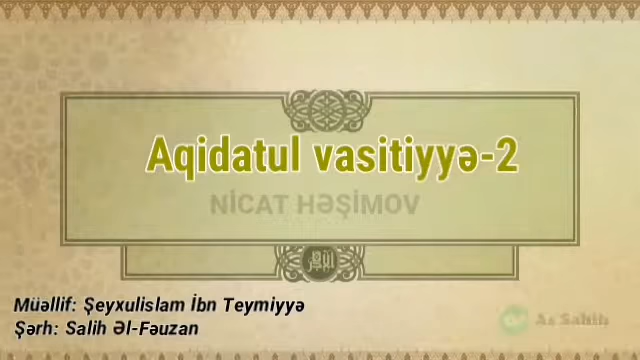 Aqidatul vasitiyyə-2
NİCAT HƏŞİMOV
Müəllif: Şeyxulislam İbn Teymiyyə
Şərh: Salih Əl-Fəuzan
As Sahih